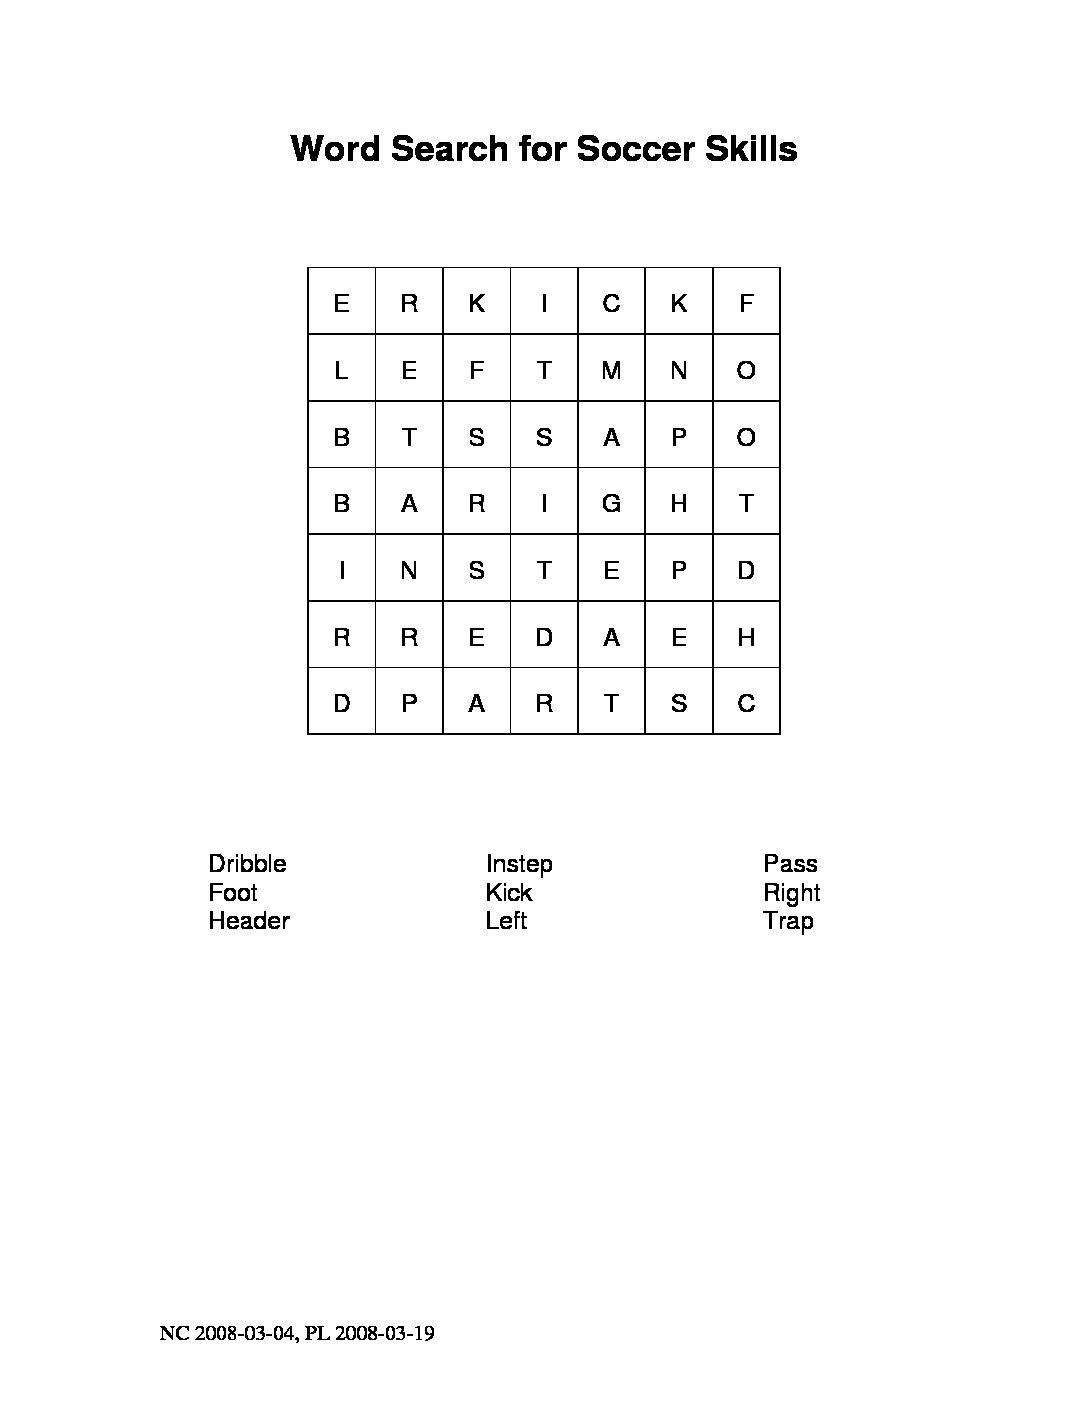 Word Search for Soccer Skills
E R K I C K F
L E F T M N O
B T S S A P O
B A R I G H T
I N S T E P D
R R E D A E H
D P A R T S C
Dribble Instep Pass
Foot Kick Right
Header Left Trap
NC 2008-03-04, PL 2008-03-19